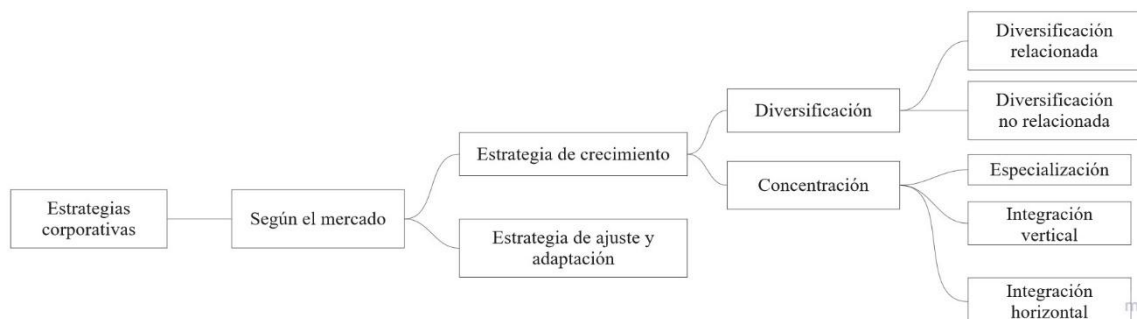 Estrategias
corporativas
Según el mercado
Estrategia de crecimiento
Estrategia de ajuste y
adaptación
Diversificación
Concentración
Diversificación
relacionada
Diversificación
no relacionada
Especialización
Integración
vertical
Integración
horizontal
m